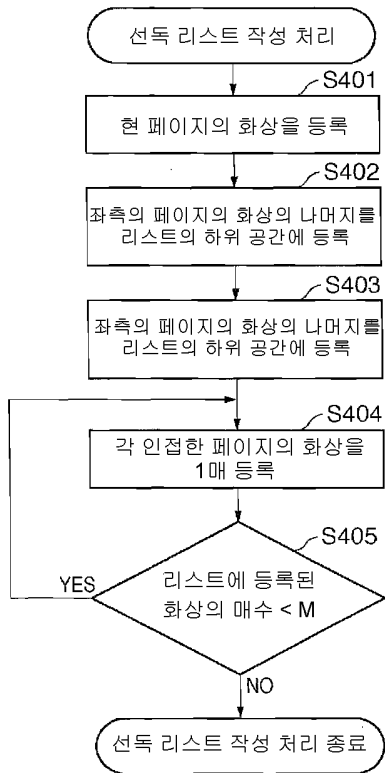 선독 리스트 작성 처리
S401
현 페이지의 화상을 등록
S402
좌측의 페이지의 화상의 나머지를
리스트의 하위 공간에 등록
S403
좌측의 페이지의 화상의 나머지를
리스트의 하위 공간에 등록
S404
각 인접한 페이지의 화상을
1매 등록
S405
리스트에 등록된
화상의 매수 < M
YES
NO
선독 리스트 작성 처리 종료